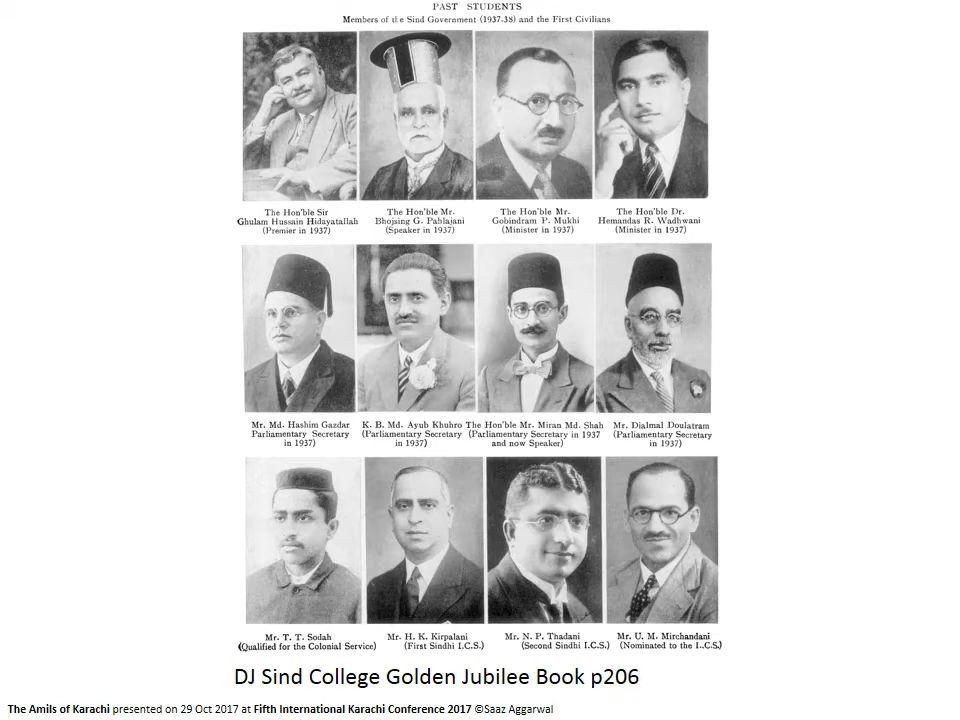 PAST STUDENTS
Members of the Sind Government (1937-38) and the First Civilians
The Hon'ble Sir
Ghulam Hussain Hidayatallah
(Premier in 1937)
The Hon'ble Mr.
Bhojsing G. Pahlajani
(Speaker in 1937)
The Hon'ble Mr.
Gobindram P. Mukhi
(Minister in 1937)
The Hon'ble Dr.
Hemandas R. Wadhwani
(Minister in 1937)
Mr. Md. Hashim Gazdar
Parliamentary Secretary
in 1937)
K. B. Md. Ayub Khuhro
(Parliamentary Secretary
in 1937)
The Hon'ble Mr. Miran Md. Shah
(Parliamentary Secretary in 1937
and now Speaker)
Mr. Dialmal Doulatram
(Parliamentary Secretary
in 1937)
Mr. T. T. Sodah
(Qualified for the Colonial Service)
Mr. H. K. Kirpalani
(First Sindhi I.C.S.)
Mr. N. P. Thadani
(Second Sindhi I.C.S.)
Mr. U. M. Mirchandani
(Nominated to the I..C.S.)
DJ Sind College Golden Jubilee Book p206
The Amils of Karachi presented on 29 Oct 2017 at Fifth International Karachi Conference 2017 ©Saaz Aggarwal